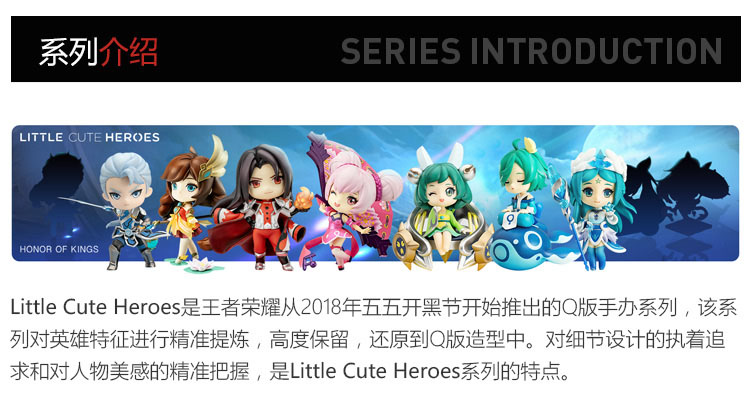 系列介绍
SERIES INTRODUCTION
LITTLE CUTE HEROES
HONOR OF KINGS
Little Cute Heroes是王者荣耀从2018年五五开黑节开始推出的Q版手办系列，该系
列对英雄特征进行精准提炼，高度保留，还原到Q版造型中。对细节设计的执着追
求和对人物美感的精准把握，是Little Cute Heroes系列的特点。